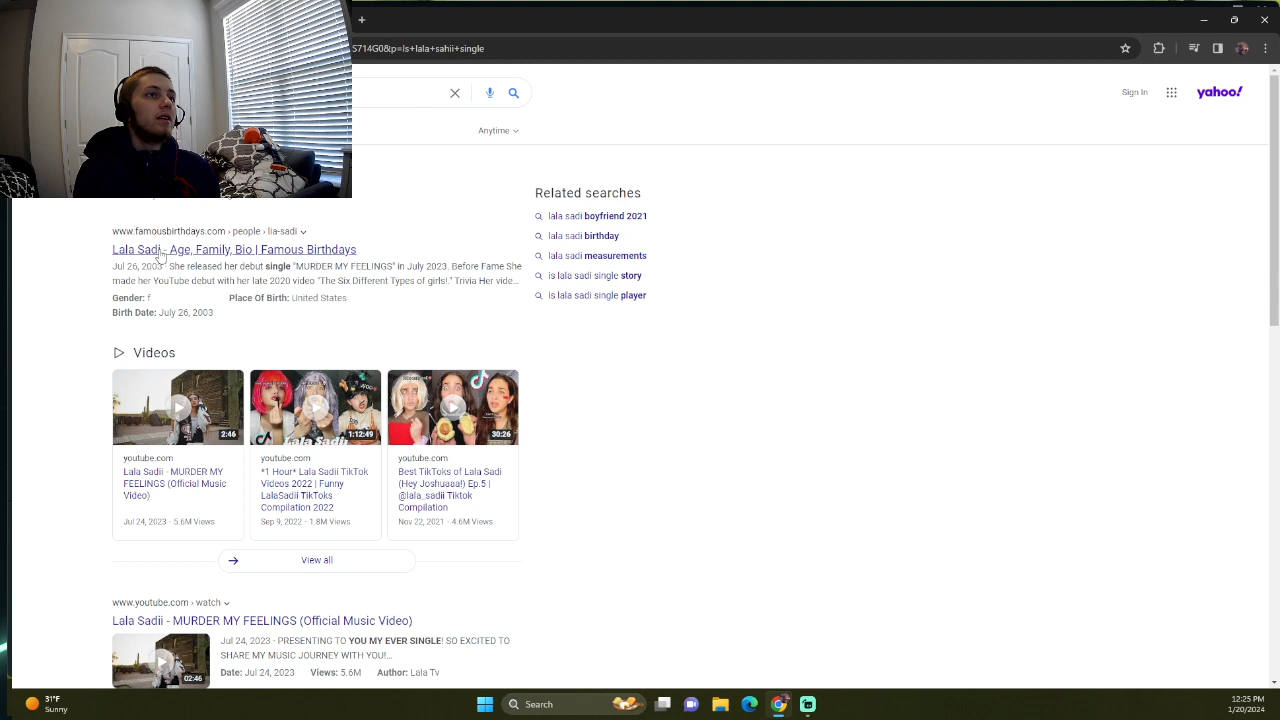 S714G08&p=is+lala+sahii+single
Sign In
yahoo!
Anytime
Related searches
lala sadi boyfriend 2021
lala sadi birthday
lala sadi measurements
is lala sadi single story
is lala sadi single player
www.famousbirthdays.com › people › lia-sadi
Lala Sadi - Age, Family, Bio | Famous Birthdays
Jul 26, 2003 · She released her debut single "MURDER MY FEELINGS" in July 2023. Before Fame She
made her YouTube debut with her late 2020 video "The Six Different Types of girls!." Trivia Her vide...
Gender: f Place Of Birth: United States
Birth Date: July 26, 2003
Videos
2:46
1:12:49
30:26
youtube.com
Lala Sadii - MURDER MY
FEELINGS (Official Music
Video)
Jul 24, 2023 · 5.6M Views
youtube.com
*1 Hour* Lala Sadii TikTok
Videos 2022 | Funny
LalaSadii TikToks
Compilation 2022
Sep 9, 2022 · 1.8M Views
youtube.com
Best TikToks of Lala Sadi
(Hey Joshuaaa!) Ep.5 |
@lala_sadii Tiktok
Compilation
Nov 22, 2021 · 4.6M Views
View all
www.youtube.com › watch
Lala Sadii - MURDER MY FEELINGS (Official Music Video)
Jul 24, 2023 · PRESENTING TO YOU MY EVER SINGLE! SO EXCITED TO
SHARE MY MUSIC JOURNEY WITH YOU!...
Date: Jul 24, 2023 Views: 5.6M Author: Lala Tv
02:46
31°F
Sunny
Search
12:25 PM
1/20/2024